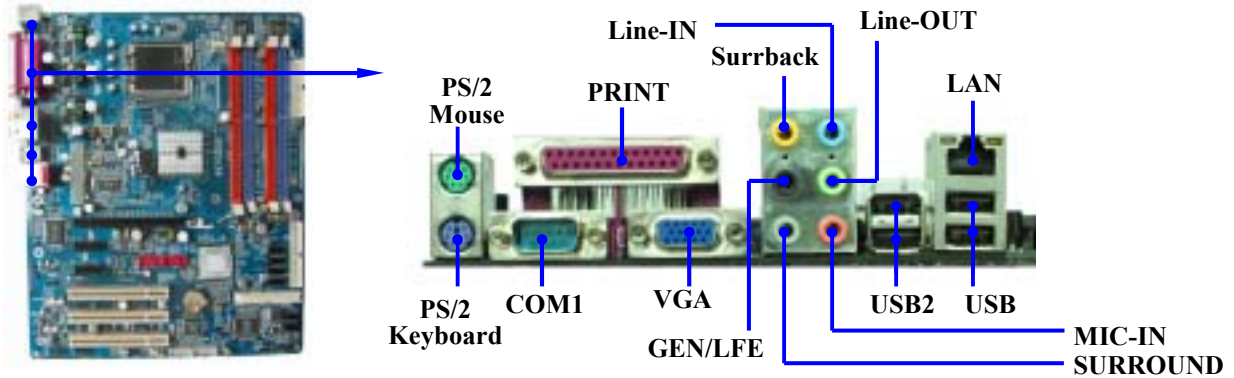 Line-IN
Line-OUT
Surrback
PS/2
Mouse
PRINT
LAN
PS/2
Keyboard
COM1
VGA
GEN/LFE
USB2
USB
MIC-IN
SURROUND